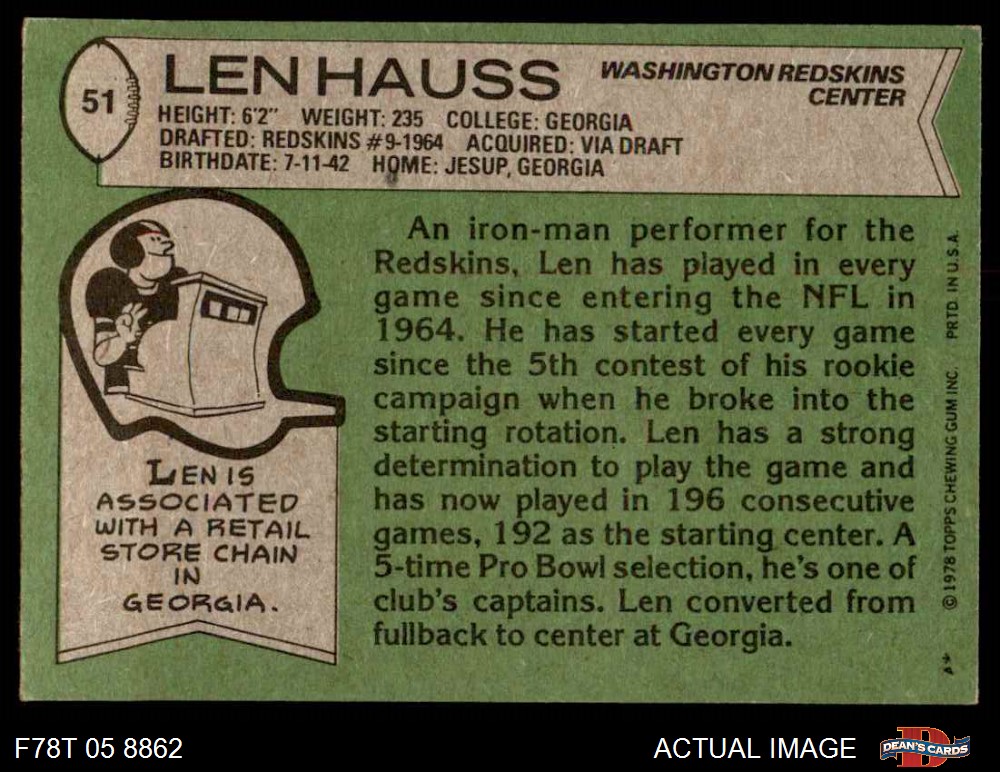 51
LEN HAUSS
WASHINGTON REDSKINS
CENTER
HEIGHT: 6'2" WEIGHT: 235 COLLEGE: GEORGIA
DRAFTED: REDSKINS #9-1964 ACQUIRED: VIA DRAFT
BIRTHDATE: 7-11-42 HOME: JESUP, GEORGIA
LEN IS
ASSOCIATED
WITH A RETAIL
STORE CHAIN
IN
GEORGIA.
An iron-man performer for the
Redskins, Len has played in every
game since entering the NFL in
1964. He has started every game
since the 5th contest of his rookie
campaign when he broke into the
starting rotation. Len has a strong
determination to play the game and
has now played in 196 consecutive
games, 192 as the starting center. A
5-time Pro Bowl selection, he's one of
club's captains. Len converted from
fullback to center at Georgia.
© 1978 TOPPS CHEWING GUM INC. PRTD. IN U.S.A.
F78T 05 8862
ACTUAL IMAGE
D
DEAN'S CARDS